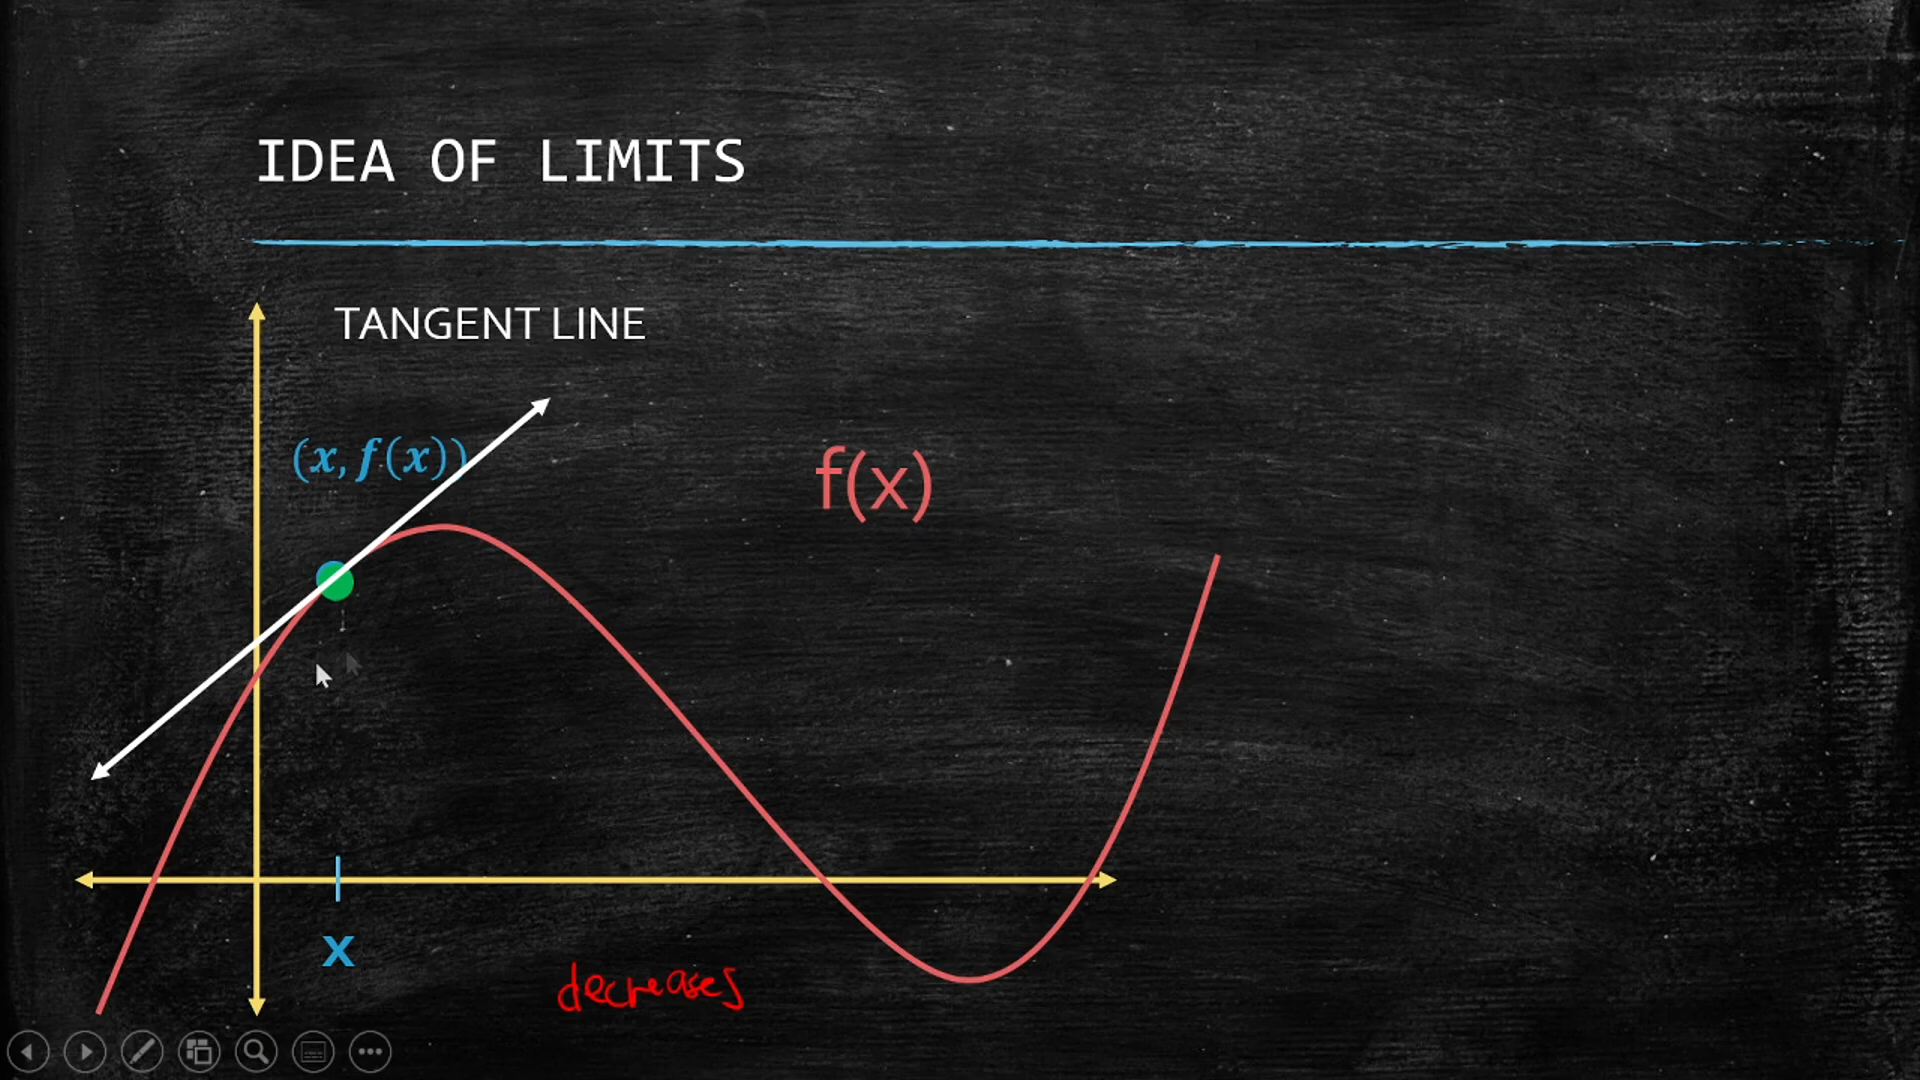 IDEA OF LIMITS
TANGENT LINE
(x, f(x))
f(x)
x
decreases